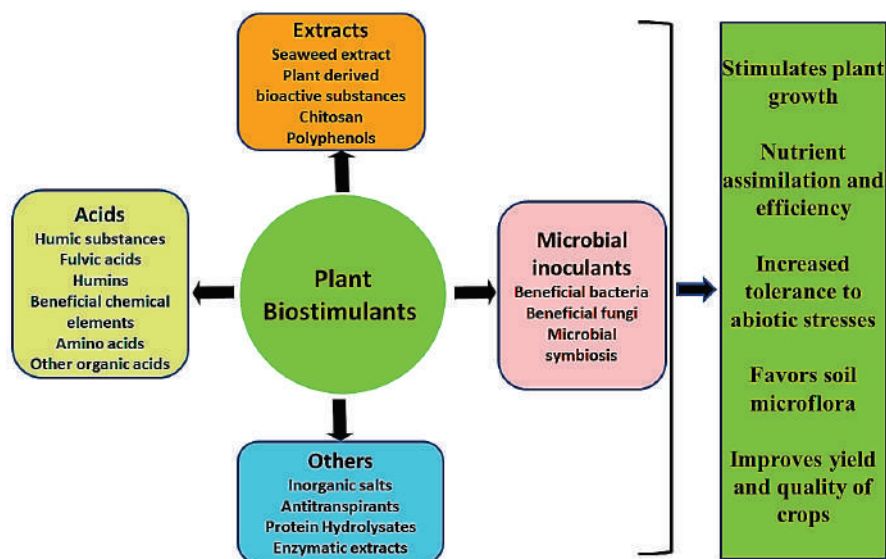 Extracts
Seaweed extract
Plant derived
bioactive substances
Chitosan
Polyphenols
Acids
Humic substances
Fulvic acids
Humins
Beneficial chemical
elements
Amino acids
Other organic acids
Plant
Biostimulants
Microbial
inoculants
Beneficial bacteria
Beneficial fungi
Microbial
symbiosis
Others
Inorganic salts
Antitranspirants
Protein Hydrolysates
Enzymatic extracts
Stimulates plant
growth
Nutrient
assimilation and
efficiency
Increased
tolerance to
abiotic stresses
Favors soil
microflora
Improves yield
and quality of
crops